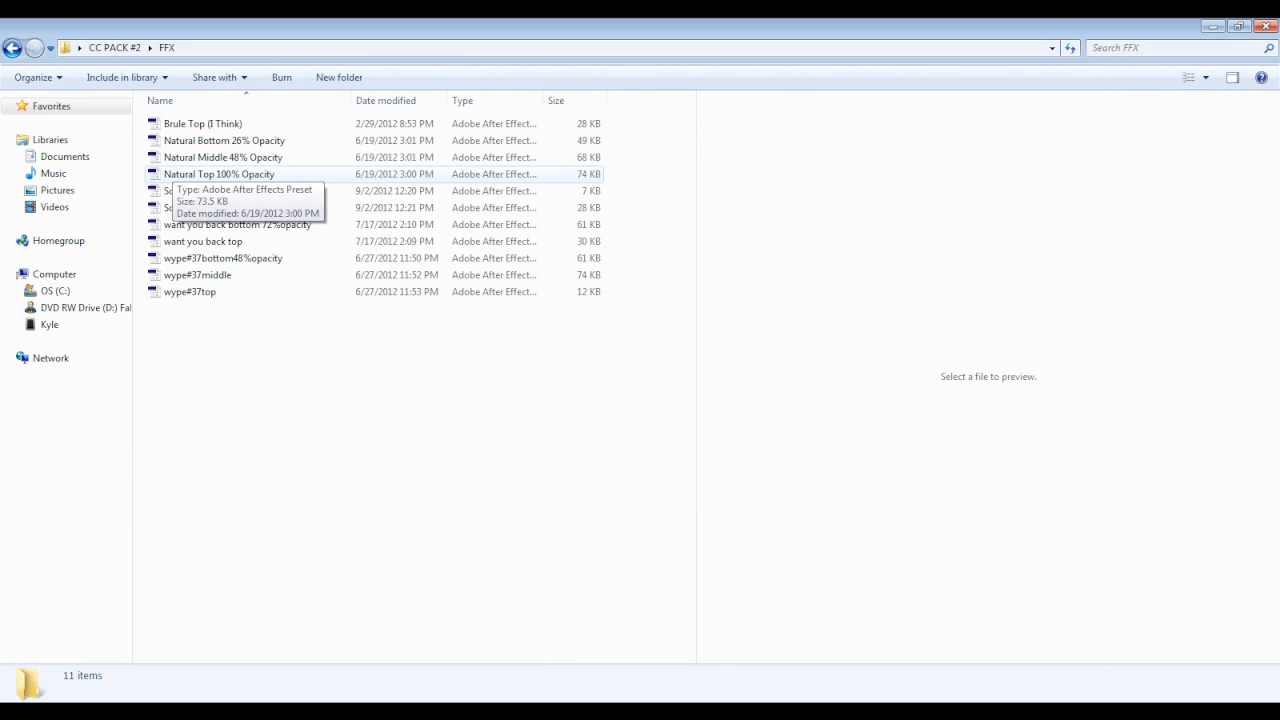 CC PACK #2 FFX
Search FFX
Organize Include in library Share with Burn New folder
Favorites
Libraries
Documents
Music
Pictures
Videos
Homegroup
Computer
OS (C:)
DVD RW Drive (D:) Fal
Kyle
Network
Name Date modified Type Size
Brule Top (I Think) 2/29/2012 8:53 PM Adobe After Effect... 28 KB
Natural Bottom 26% Opacity 6/19/2012 3:01 PM Adobe After Effect... 49 KB
Natural Middle 48% Opacity 6/19/2012 3:01 PM Adobe After Effect... 68 KB
Natural Top 100% Opacity 6/19/2012 3:00 PM Adobe After Effect... 74 KB
9/2/2012 12:20 PM Adobe After Effect... 7 KB
9/2/2012 12:21 PM Adobe After Effect... 28 KB
want you back bottom 72%opacity 7/17/2012 2:10 PM Adobe After Effect... 61 KB
want you back top 7/17/2012 2:09 PM Adobe After Effect... 30 KB
wype#37bottom48%opacity 6/27/2012 11:50 PM Adobe After Effect... 61 KB
wype#37middle 6/27/2012 11:52 PM Adobe After Effect... 74 KB
wype#37top 6/27/2012 11:53 PM Adobe After Effect... 12 KB
Type: Adobe After Effects Preset
Size: 73.5 KB
Date modified: 6/19/2012 3:00 PM
Select a file to preview.
11 items